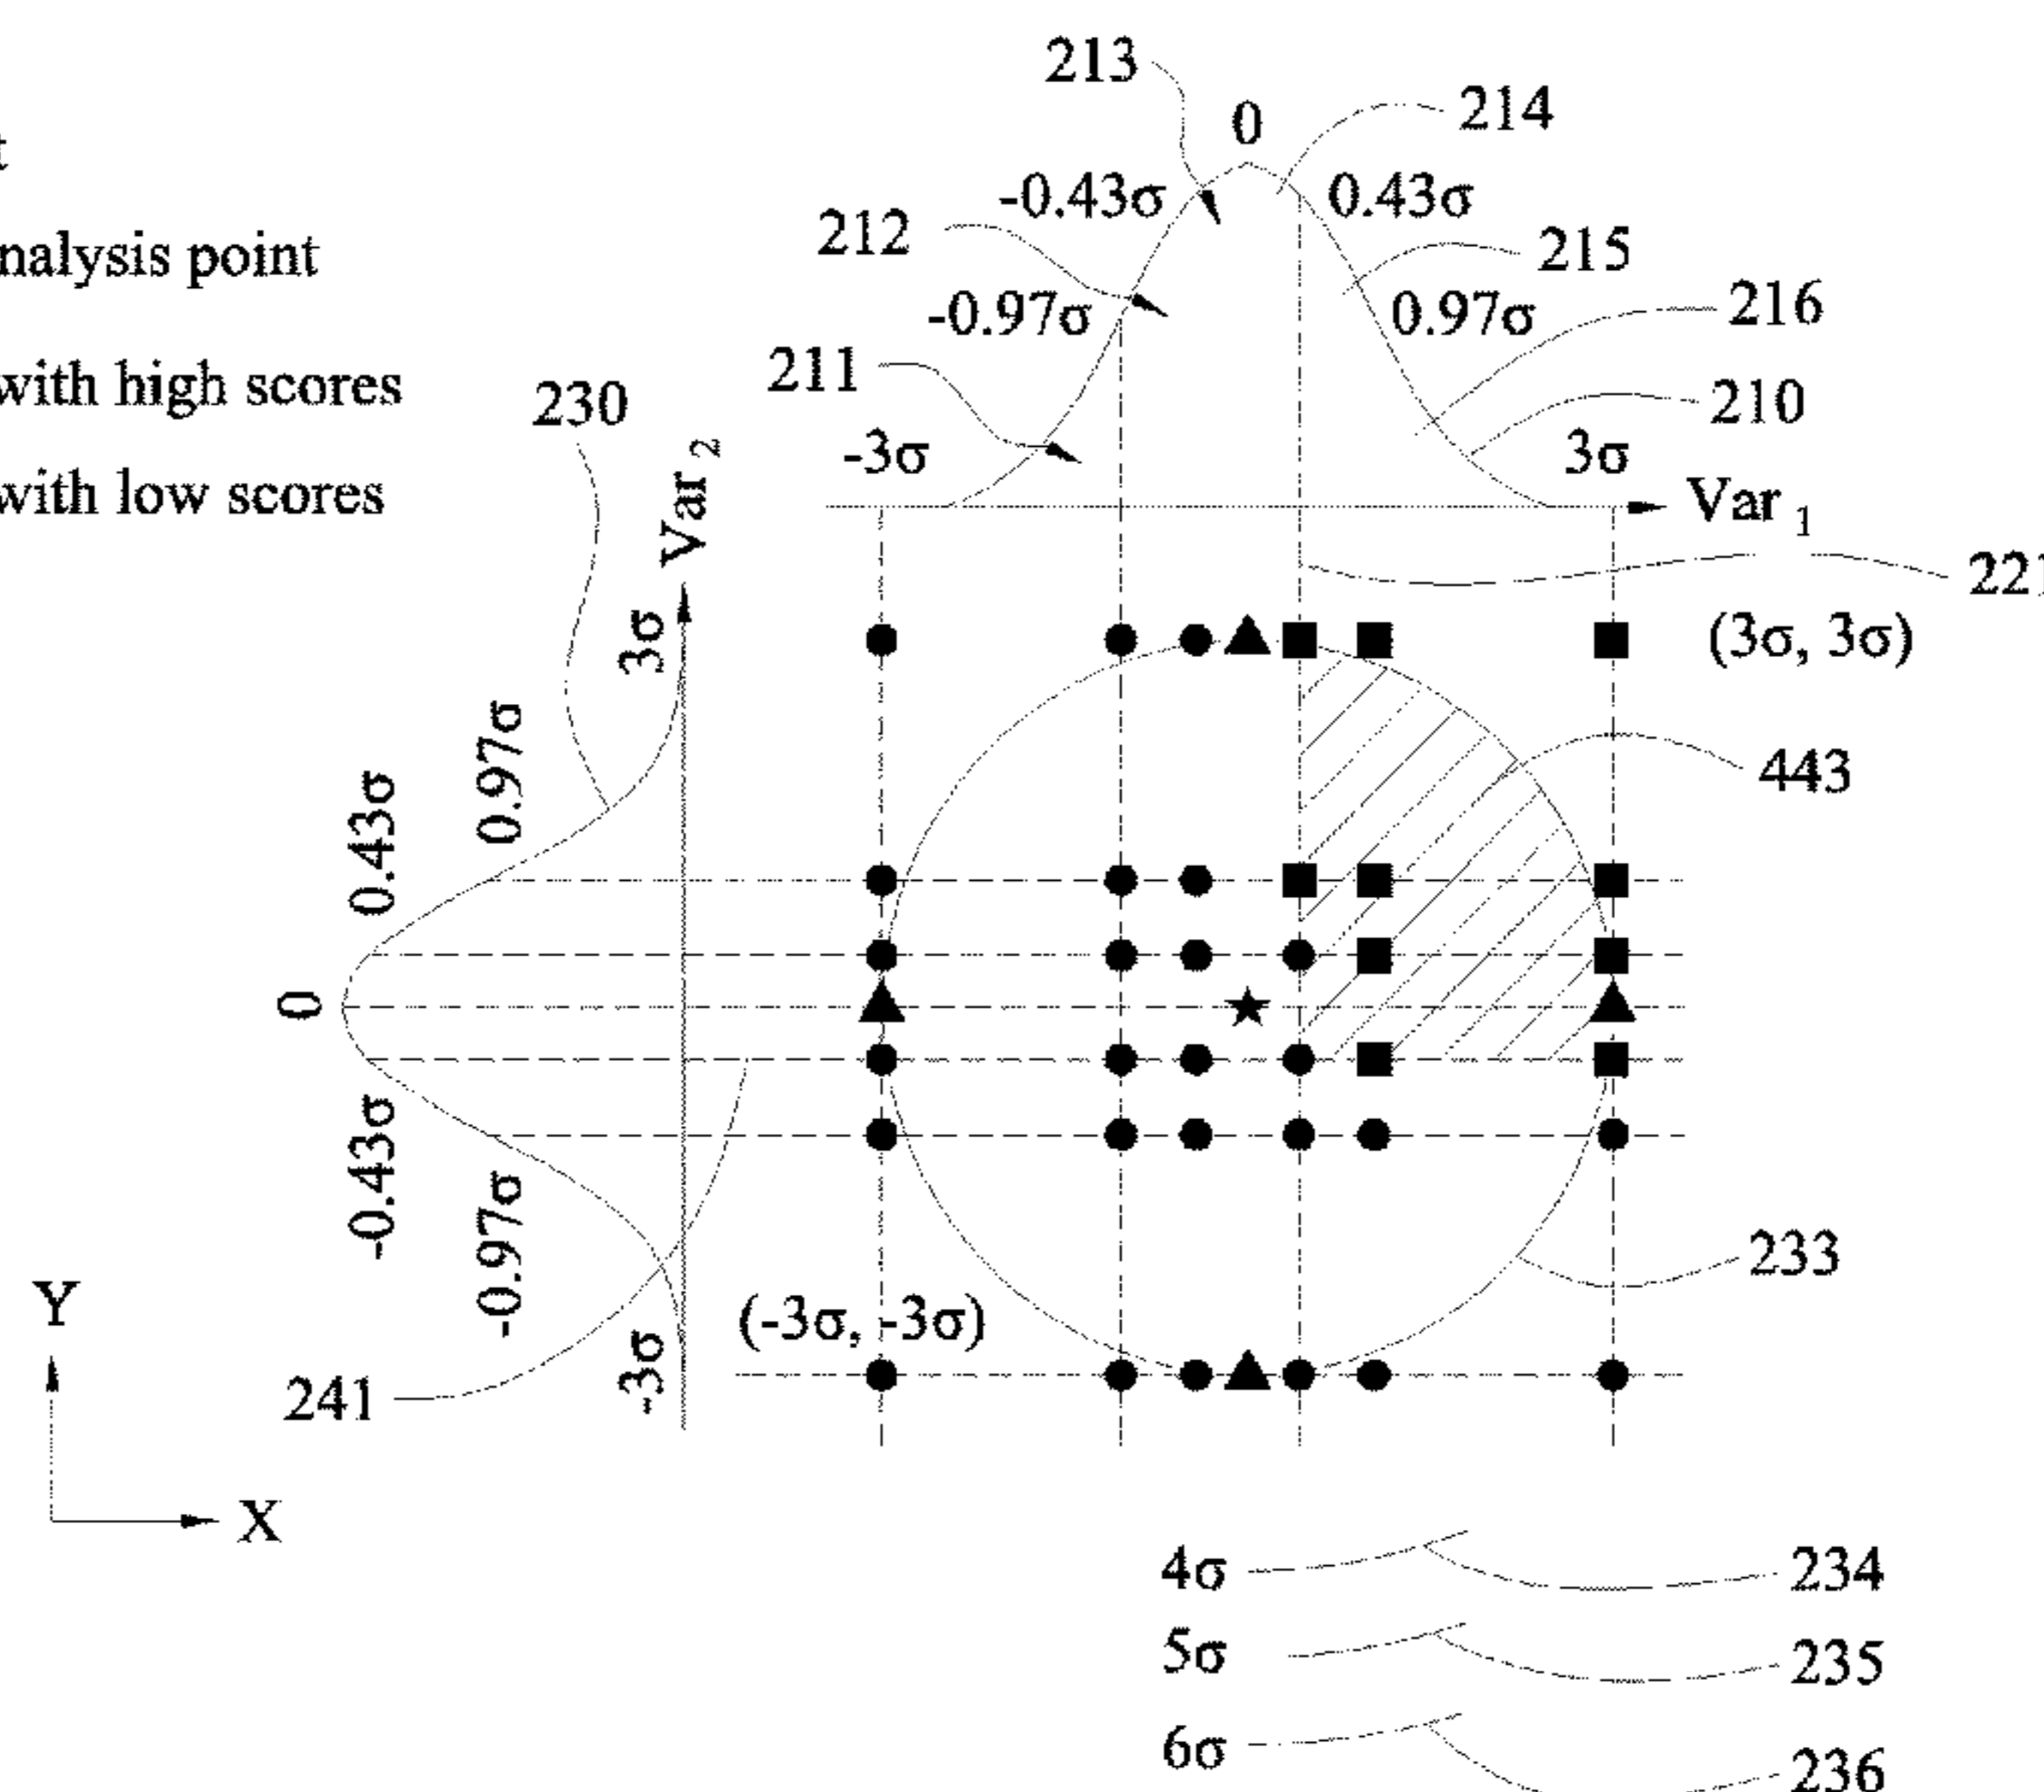 213
0
214
-0.43σ
0.43σ
212
215
nalysis point
-0.97σ
0.97σ
216
211
with high scores
230
210
-3σ
3σ
Var 2
with low scores
Var 1
221
3σ
(3σ, 3σ)
0.97σ
443
0.43σ
0
-0.43σ
-0.97σ
233
Y
(-3σ, -3σ)
-3σ
241
X
4σ
234
5σ
235
6σ
236